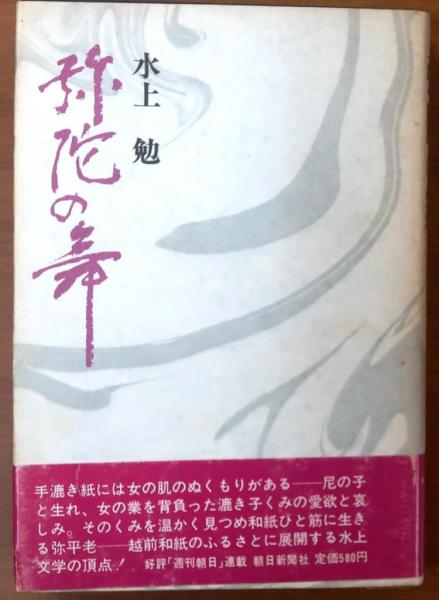 水上 勉
弥陀の舞
手漉き紙には女の肌のぬくもりがある――尼の子
と生れ、女の業を背負った漉き子くみの愛欲と哀
しみ。そのくみを温かく見つめ和紙ひと筋に生き
る弥平老――越前和紙のふるさとに展開する水上
文学の頂点! 好評「週刊朝日」連載 朝日新聞社 定価580円